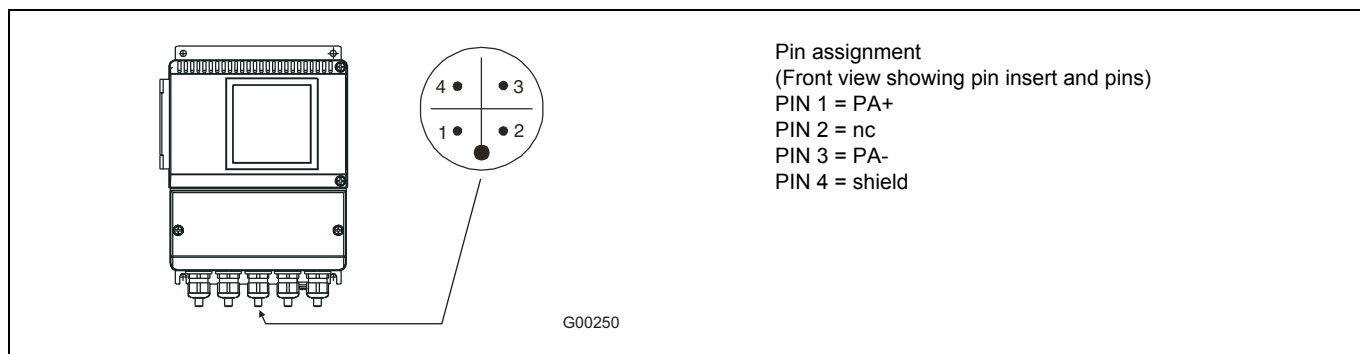 4
3
1
2
G00250
Pin assignment
(Front view showing pin insert and pins)
PIN 1 = PA+
PIN 2 = nc
PIN 3 = PA-
PIN 4 = shield